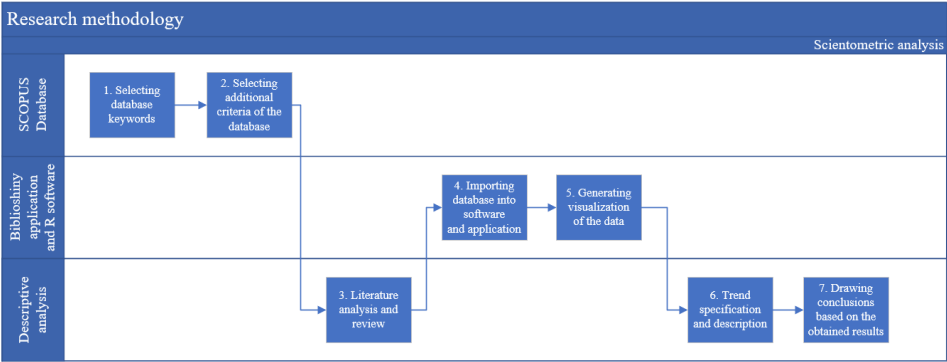 Research methodology
Scientometric analysis
SCOPUS
Database
1. Selecting
database
keywords
2. Selecting
additional
criteria of the
database
Biblioshiny
application
and R software
4. Importing
database into
software
and application
5. Generating
visualization
of the data
Descriptive
analysis
3. Literature
analysis and
review
6. Trend
specification
and description
7. Drawing
conclusions
based on the
obtained results